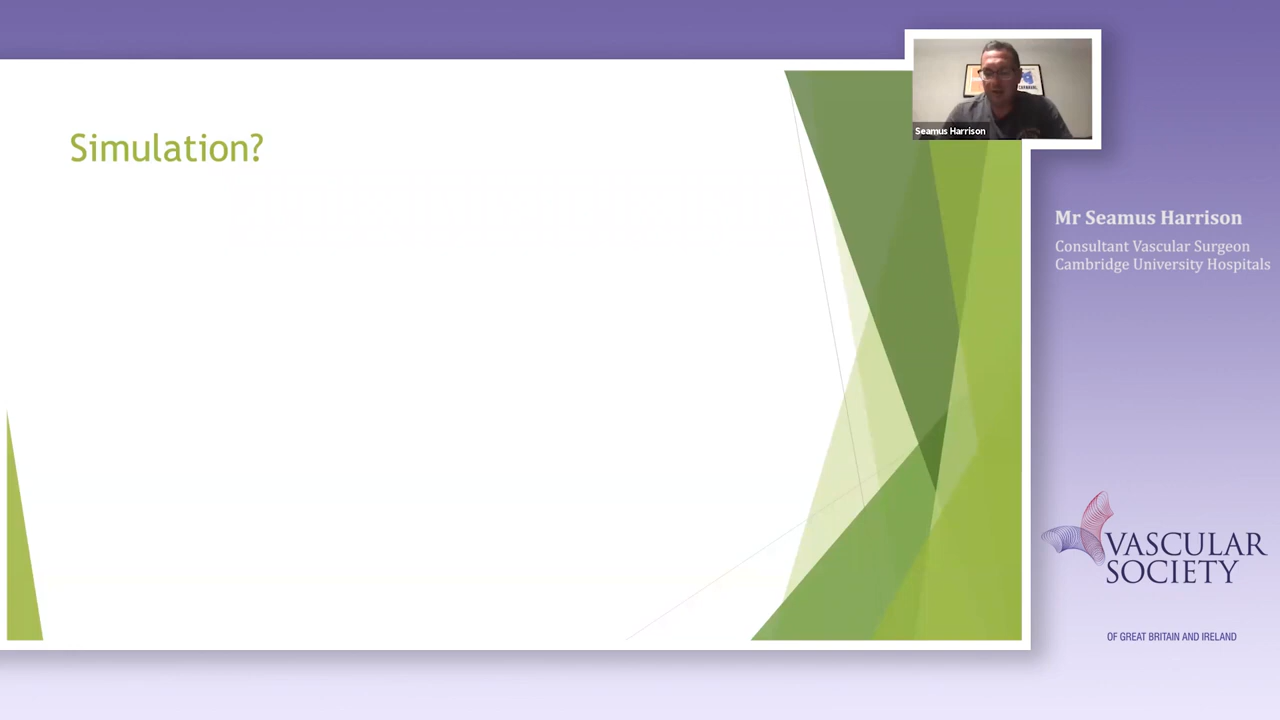 Simulation?
CARNAVAL
Seamus Harrison
Mr Seamus Harrison
Consultant Vascular Surgeon
Cambridge University Hospitals
VASCULAR
SOCIETY
OF GREAT BRITAIN AND IRELAND